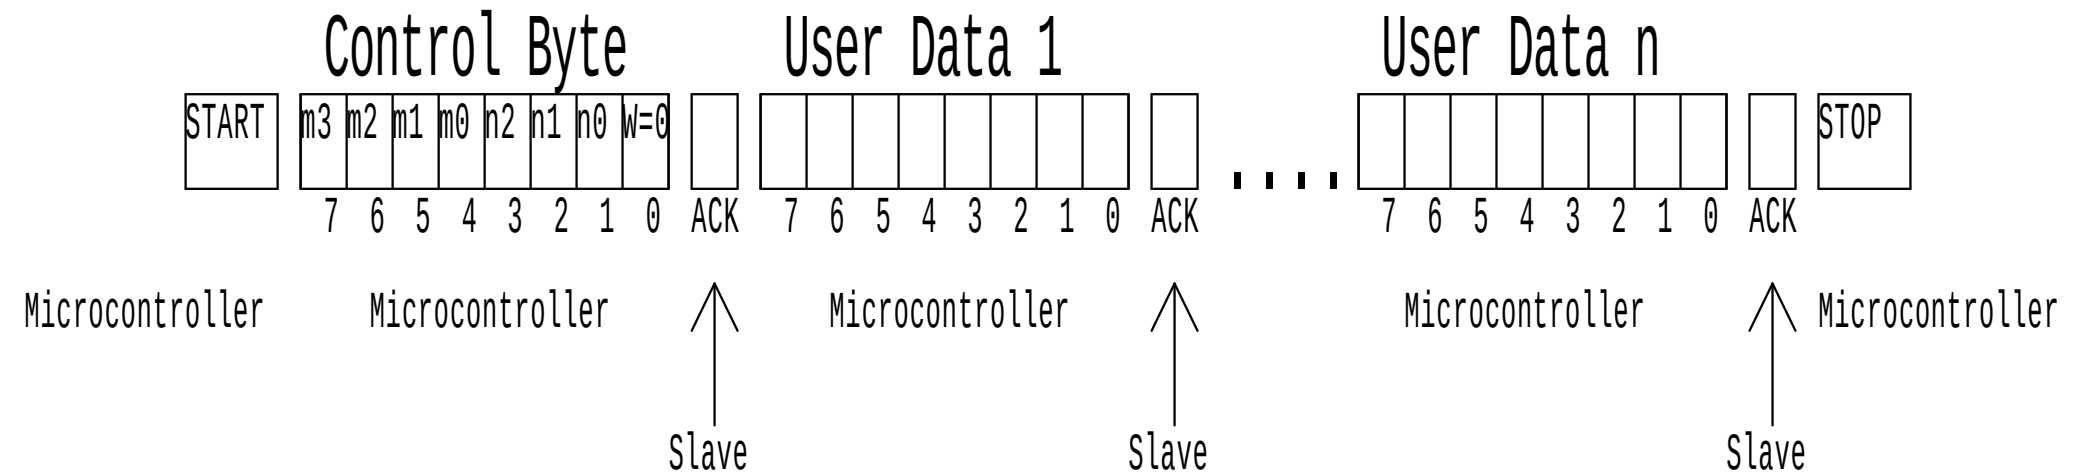 Control Byte User Data 1 User Data n
START m3 m2 m1 m0 n2 n1 n0 W=0 STOP
7 6 5 4 3 2 1 0 ACK 7 6 5 4 3 2 1 0 ACK 7 6 5 4 3 2 1 0 ACK
Microcontroller Microcontroller Microcontroller Microcontroller Microcontroller
Slave Slave Slave